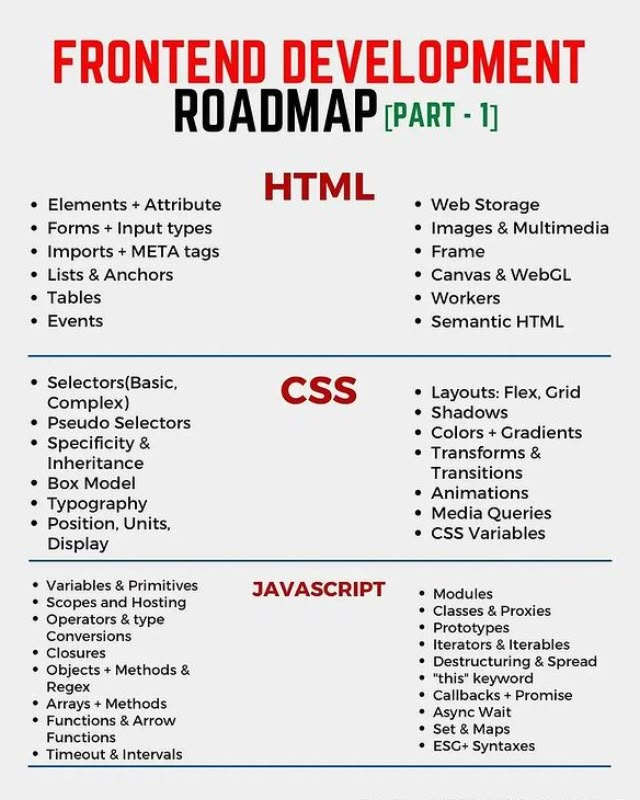 FRONTEND DEVELOPMENT
ROADMAP [PART - 1]
HTML
• Elements + Attribute
• Forms + Input types
• Imports + META tags
• Lists & Anchors
• Tables
• Events
• Web Storage
• Images & Multimedia
• Frame
• Canvas & WebGL
• Workers
• Semantic HTML
CSS
• Selectors(Basic,
Complex)
• Pseudo Selectors
• Specificity &
Inheritance
• Box Model
• Typography
• Position, Units,
Display
• Layouts: Flex, Grid
• Shadows
• Colors + Gradients
• Transforms &
Transitions
• Animations
• Media Queries
• CSS Variables
JAVASCRIPT
• Variables & Primitives
• Scopes and Hosting
• Operators & type
Conversions
• Closures
• Objects + Methods &
Regex
• Arrays + Methods
• Functions & Arrow
Functions
• Timeout & Intervals
• Modules
• Classes & Proxies
• Prototypes
• Iterators & Iterables
• Destructuring & Spread
• "this" keyword
• Callbacks + Promise
• Async Wait
• Set & Maps
• ESG+ Syntaxes